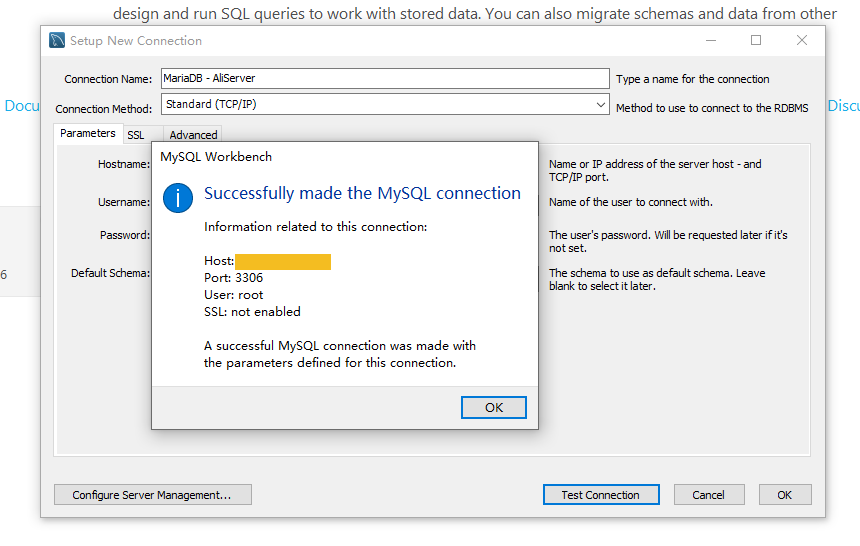 design and run SQL queries to work with stored data. You can also migrate schemas and data from other
Setup New Connection
Connection Name:
MariaDB - AliServer
Type a name for the connection
Docu
Connection Method:
Standard (TCP/IP)
Method to use to connect to the RDBMS
Discu
Parameters
SSL
Advanced
MySQL Workbench
Hostname:
Name or IP address of the server host - and
TCP/IP port.
Successfully made the MySQL connection
Username:
Name of the user to connect with.
Information related to this connection:
Password:
The user's password. Will be requested later if it's
not set.
Host:
Default Schema:
The schema to use as default schema. Leave
blank to select it later.
6
Port: 3306
User: root
SSL: not enabled
A successful MySQL connection was made with
the parameters defined for this connection.
OK
Configure Server Management...
Test Connection
Cancel
OK